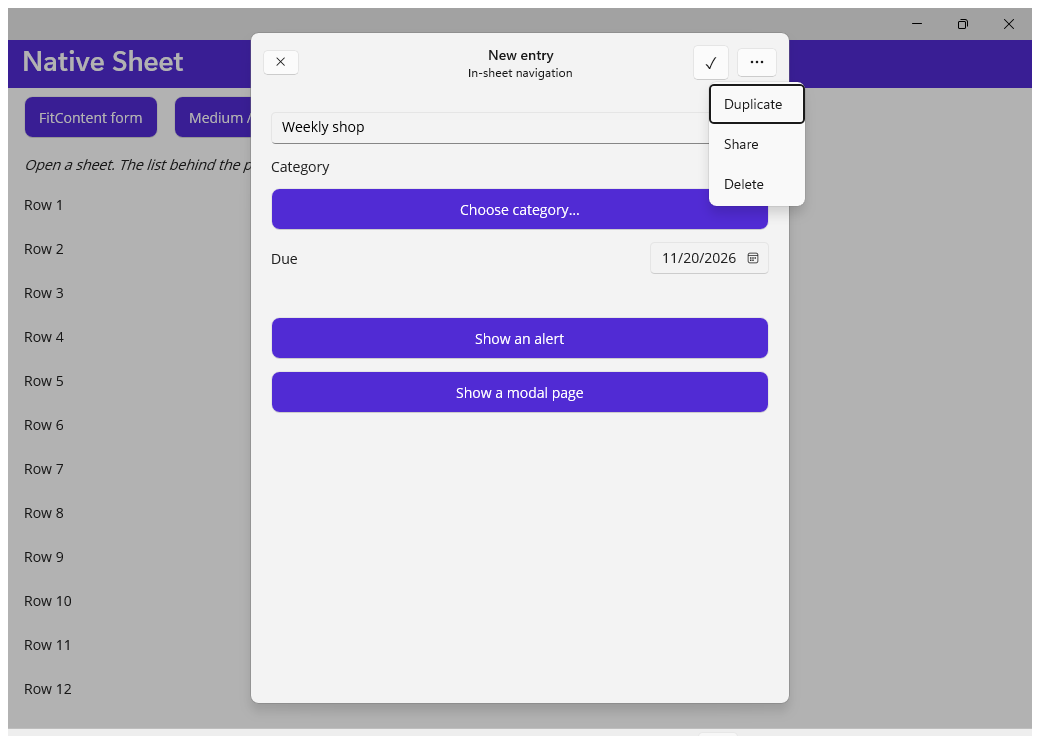 Native Sheet
FitContent form
Medium /
Open a sheet. The list behind the p
Row 1
Row 2
Row 3
Row 4
Row 5
Row 6
Row 7
Row 8
Row 9
Row 10
Row 11
Row 12
New entry
In-sheet navigation
Weekly shop
Category
Choose category...
Due
11/20/2026
Show an alert
Show a modal page
Duplicate
Share
Delete